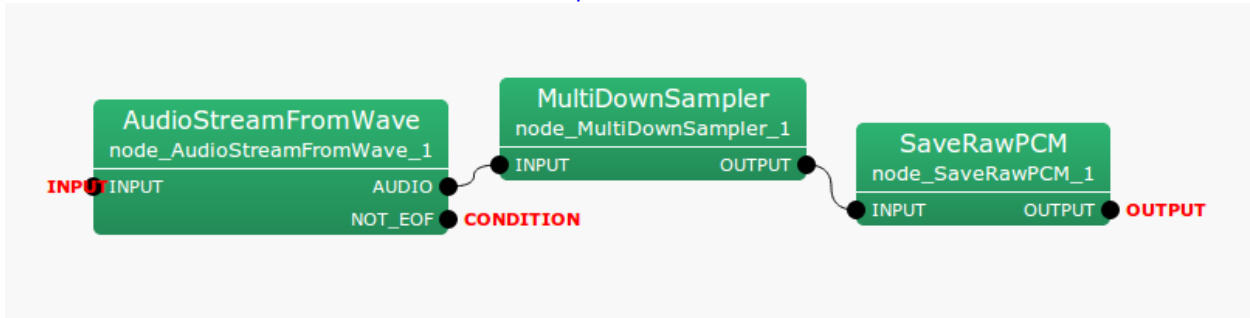 AudioStreamFromWave
node_AudioStreamFromWave_1
INPUT INPUT
AUDIO
NOT_EOF CONDITION
MultiDownSampler
node_MultiDownSampler_1
INPUT OUTPUT
SaveRawPCM
node_SaveRawPCM_1
INPUT OUTPUT OUTPUT